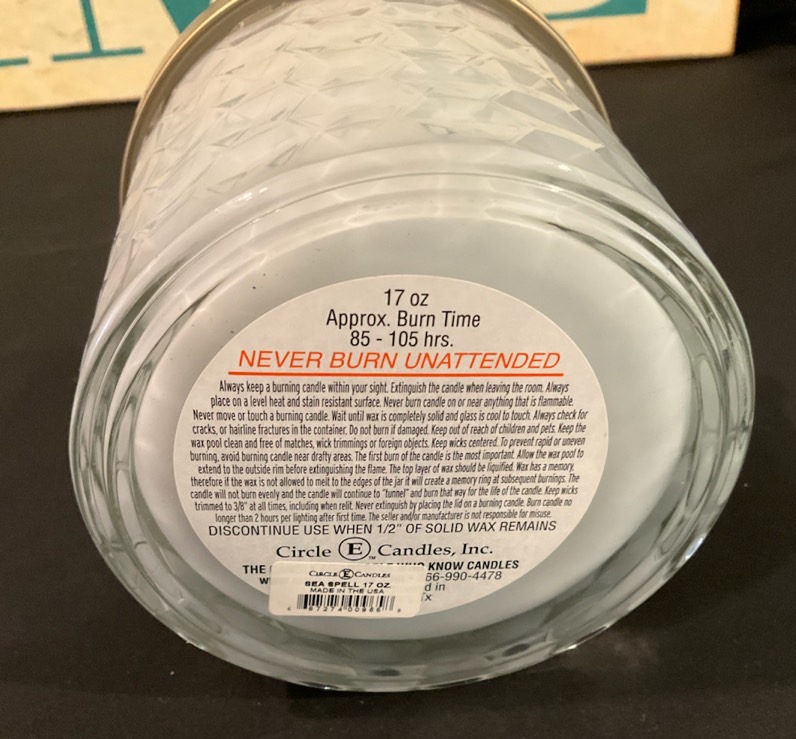 17 oz
Approx. Burn Time
85 - 105 hrs.
NEVER BURN UNATTENDED
Always keep a burning candle within your sight. Extinguish the candle when leaving the room. Always
place on a level heat and stain resistant surface. Never burn candle on or near anything that is flammable.
Never move or touch a burning candle. Wait until wax is completely solid and glass is cool to touch. Always check for
cracks, or hairline fractures in the container. Do not burn if damaged. Keep out of reach of children and pets. Keep the
wax pool clean and free of matches, wick trimmings or foreign objects. Keep wicks centered. To prevent rapid or uneven
burning, avoid burning candle near drafty areas. The first burn of the candle is the most important. Allow the wax pool to
extend to the outside rim before extinguishing the flame. The top layer of wax should be liquified. Wax has a memory,
therefore if the wax is not allowed to melt to the edges of the jar it will create a memory ring at subsequent burnings. The
candle will not burn evenly and the candle will continue to "tunnel" and burn that way for the life of the candle. Keep wicks
trimmed to 3/8" at all times, including when relit. Never extinguish by placing the lid on a burning candle. Burn candle no
longer than 2 hours per lighting after first time. The seller and/or manufacturer is not responsible for misuse.
DISCONTINUE USE WHEN 1/2" OF SOLID WAX REMAINS
Circle E Candles, Inc.
THE KNOW CANDLES
66-990-4478
d in
x
CIRCLE E CANDLES
SEA SPELL 17 OZ.
MADE IN THE USA